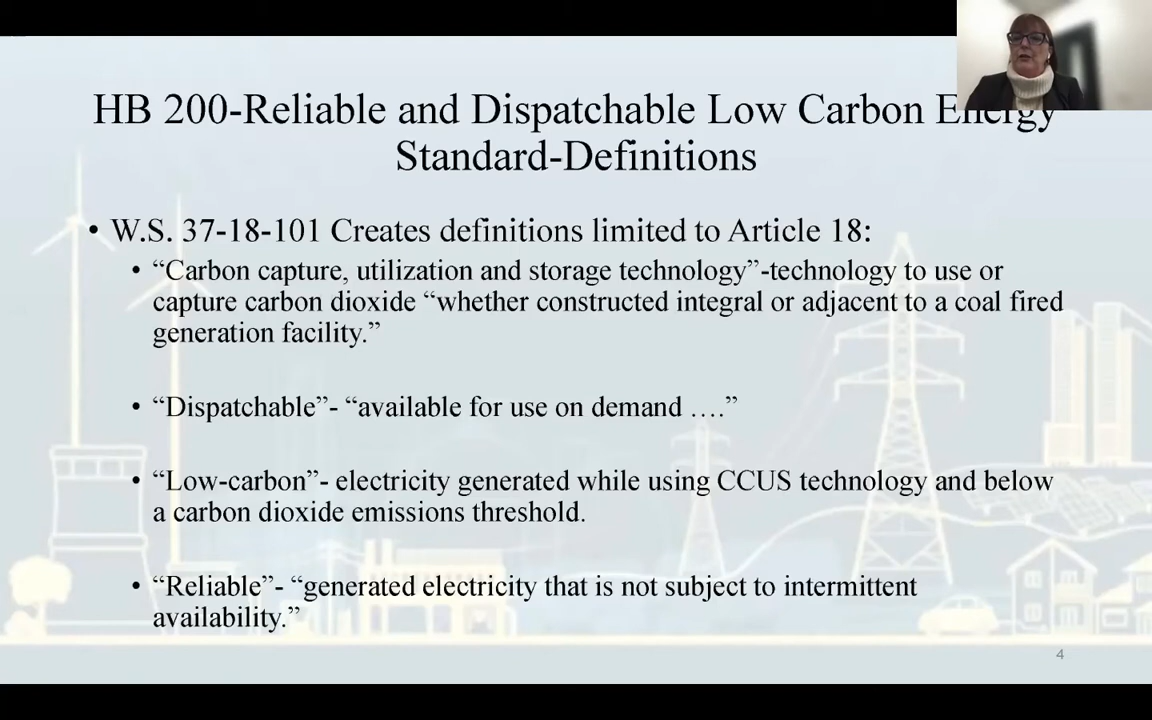 HB 200-Reliable and Dispatchable Low Carbon Energy
Standard-Definitions
• W.S. 37-18-101 Creates definitions limited to Article 18:
• “Carbon capture, utilization and storage technology”-technology to use or
capture carbon dioxide “whether constructed integral or adjacent to a coal fired
generation facility.”
• “Dispatchable”- “available for use on demand ….”
• “Low-carbon”- electricity generated while using CCUS technology and below
a carbon dioxide emissions threshold.
• “Reliable”- “generated electricity that is not subject to intermittent
availability.”
4